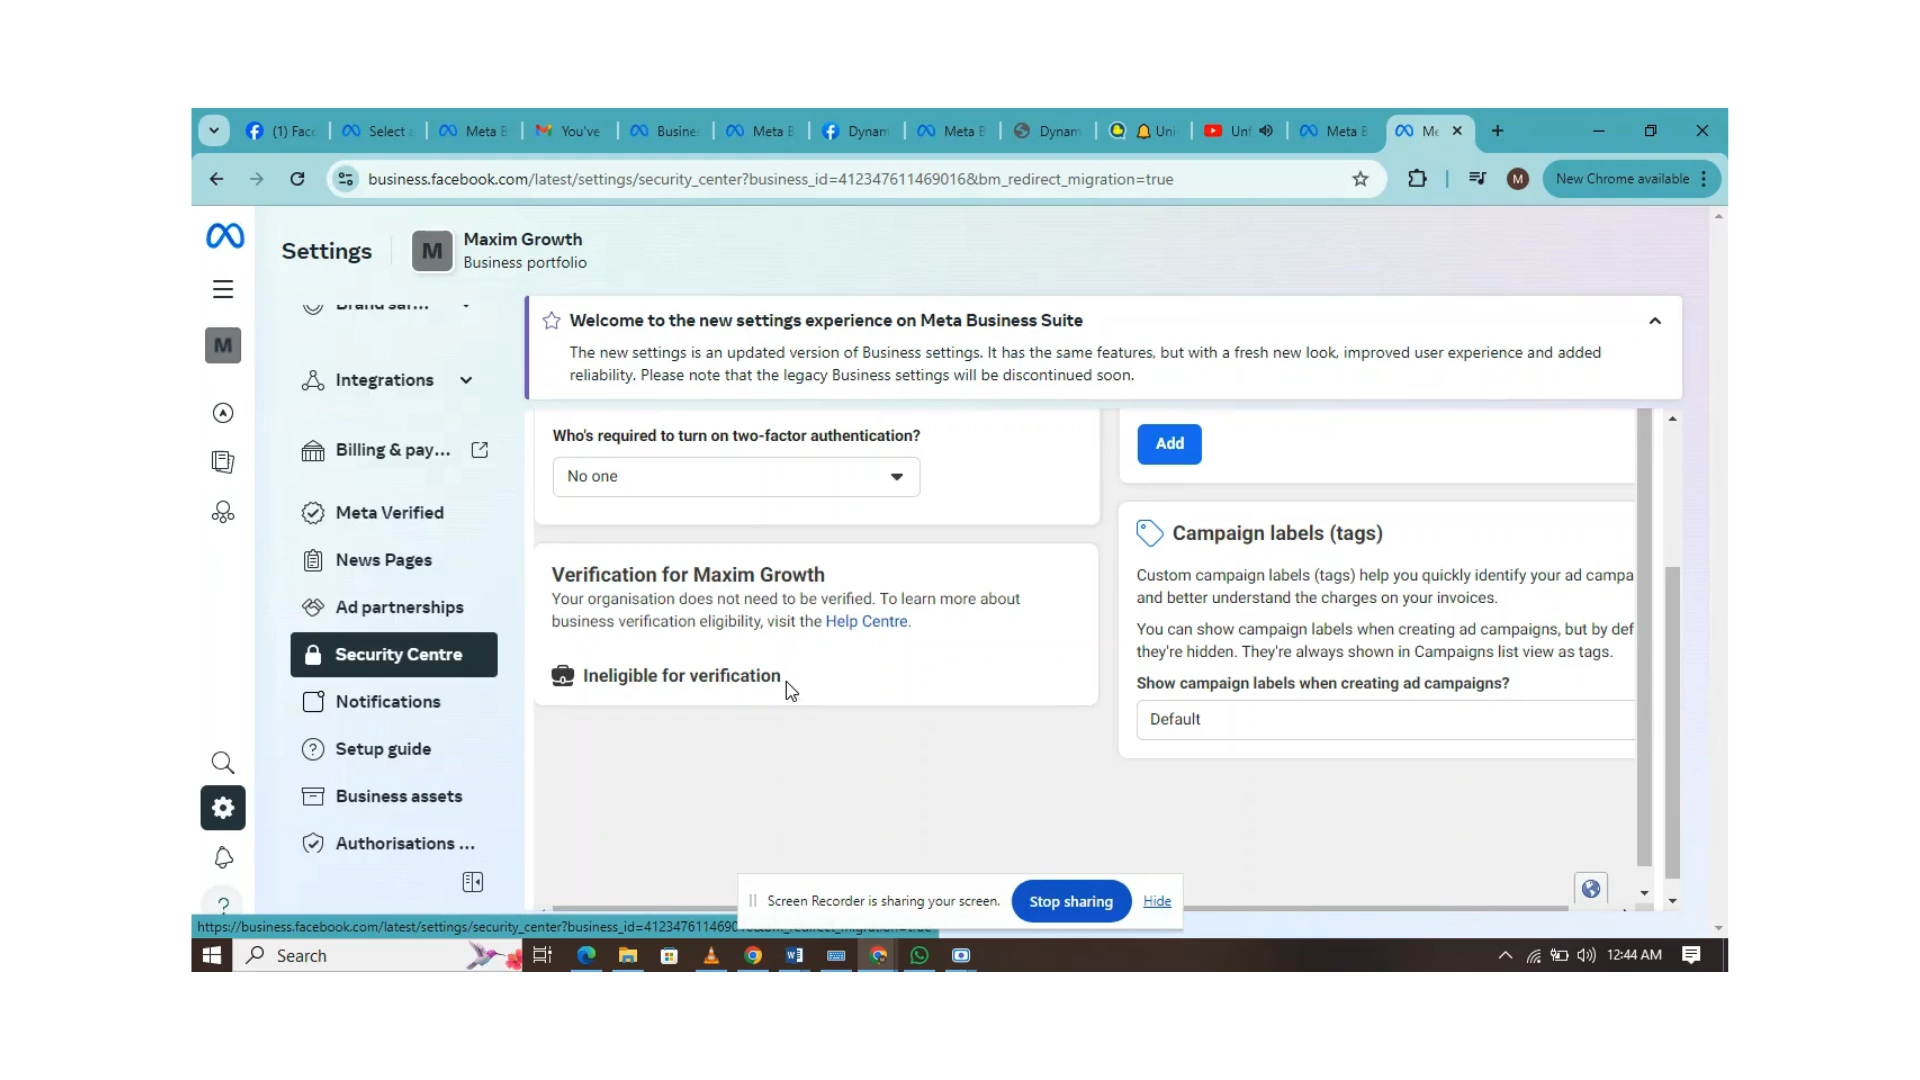 (1) Fac
Select
Meta B
You've
Busine
Meta B
Dynam
Meta B
Dynam
Uni
Unf
Meta B
Me
business.facebook.com/latest/settings/security_center?business_id=412347611469016&bm_redirect_migration=true
M
New Chrome available
Settings
M
Maxim Growth
Business portfolio
M
Integrations
Billing & pay...
Meta Verified
News Pages
Ad partnerships
Security Centre
Notifications
Setup guide
Business assets
Authorisations ...
Welcome to the new settings experience on Meta Business Suite
The new settings is an updated version of Business settings. It has the same features, but with a fresh new look, improved user experience and added
reliability. Please note that the legacy Business settings will be discontinued soon.
Who's required to turn on two-factor authentication?
No one
Verification for Maxim Growth
Your organisation does not need to be verified. To learn more about
business verification eligibility, visit the Help Centre.
Ineligible for verification
Add
Campaign labels (tags)
Custom campaign labels (tags) help you quickly identify your ad campa
and better understand the charges on your invoices.
You can show campaign labels when creating ad campaigns, but by def
they're hidden. They're always shown in Campaigns list view as tags.
Show campaign labels when creating ad campaigns?
Default
Screen Recorder is sharing your screen.
Stop sharing
Hide
https://business.facebook.com/latest/settings/security_center?business_id=41234761146901
Search
12:44 AM